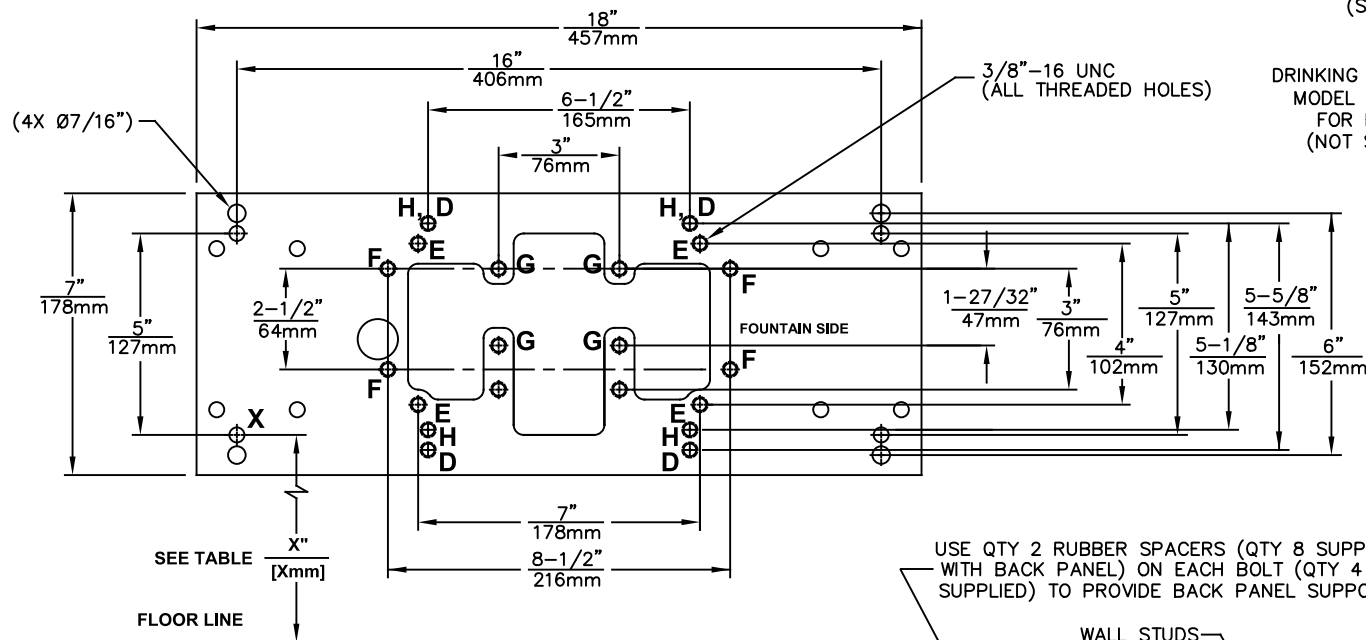 (S
18"
457mm
16"
406mm
3/8"-16 UNC
(ALL THREADED HOLES)
DRINKING
MODEL
FOR
(NOT
6-1/2"
165mm
(4X Ø7/16")
3"
76mm
H, D
H, D
E
E
F
G
G
F
7"
178mm
5"
127mm
2-1/2"
64mm
FOUNTAIN SIDE
1-27/32"
47mm
3"
76mm
4"
102mm
5"
127mm
5-1/8"
130mm
5-5/8"
143mm
6"
152mm
G
G
F
F
X
E
E
H
H
D
D
7"
178mm
8-1/2"
216mm
SEE TABLE
X"
[Xmm]
FLOOR LINE
USE QTY 2 RUBBER SPACERS (QTY 8 SUPP
WITH BACK PANEL) ON EACH BOLT (QTY 4
SUPPLIED) TO PROVIDE BACK PANEL SUPPO
WALL STUDS